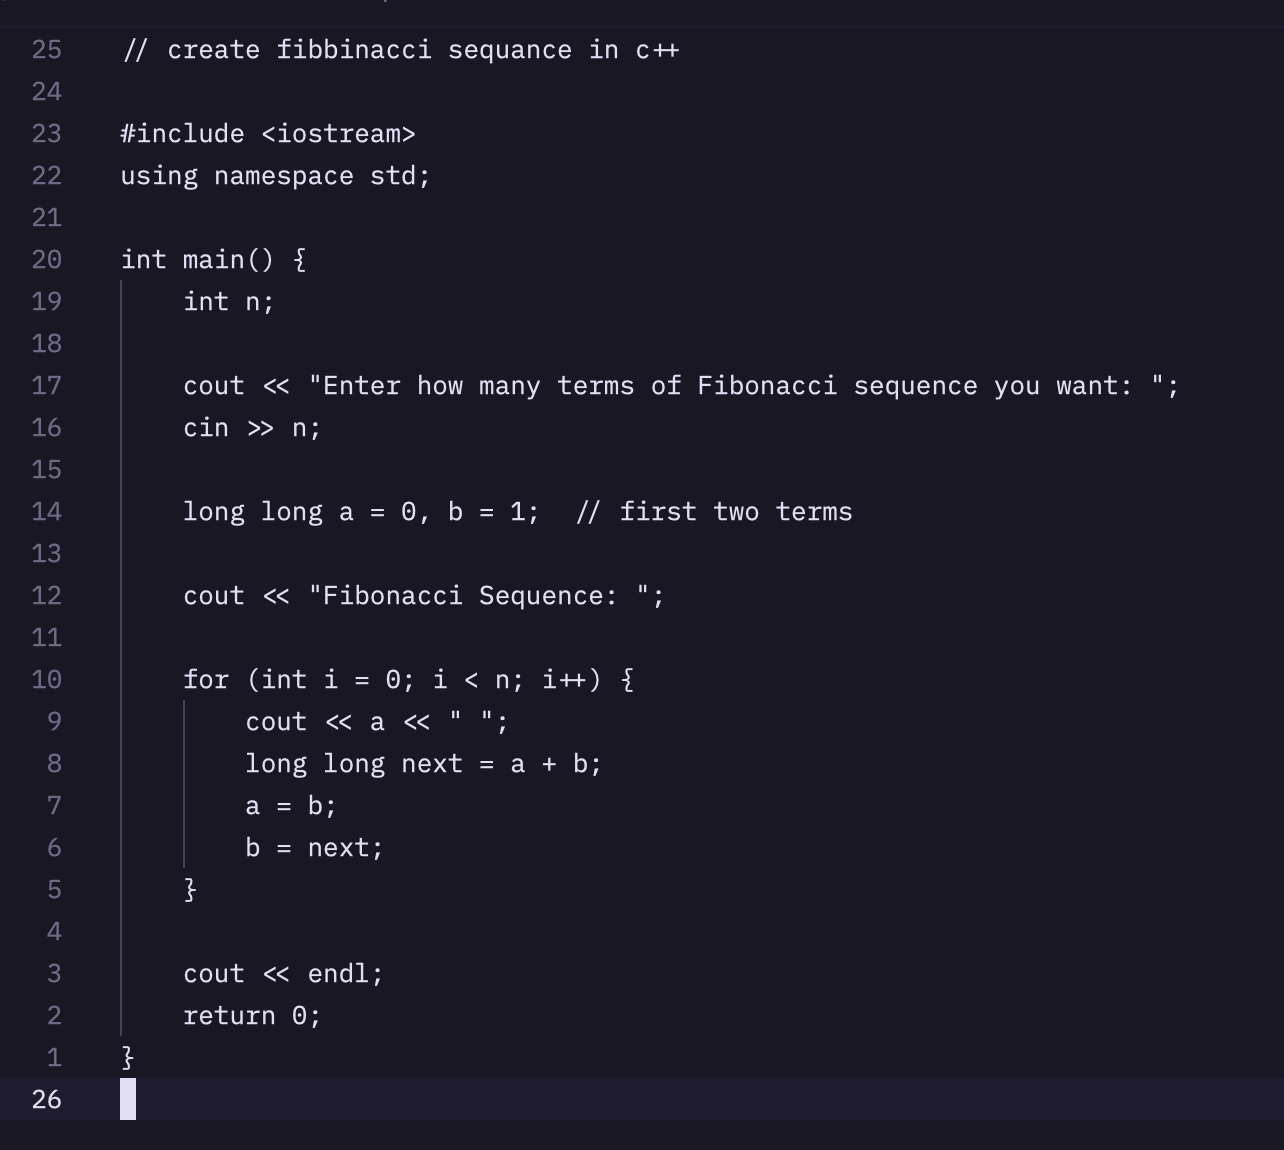 25 // create fibbinacci sequance in c++
24
23 #include <iostream>
22 using namespace std;
21
20 int main() {
19     int n;
18
17     cout << "Enter how many terms of Fibonacci sequence you want: ";
16     cin >> n;
15
14     long long a = 0, b = 1;  // first two terms
13
12     cout << "Fibonacci Sequence: ";
11
10     for (int i = 0; i < n; i++) {
9         cout << a << " ";
8         long long next = a + b;
7         a = b;
6         b = next;
5     }
4
3     cout << endl;
2     return 0;
1 }
26